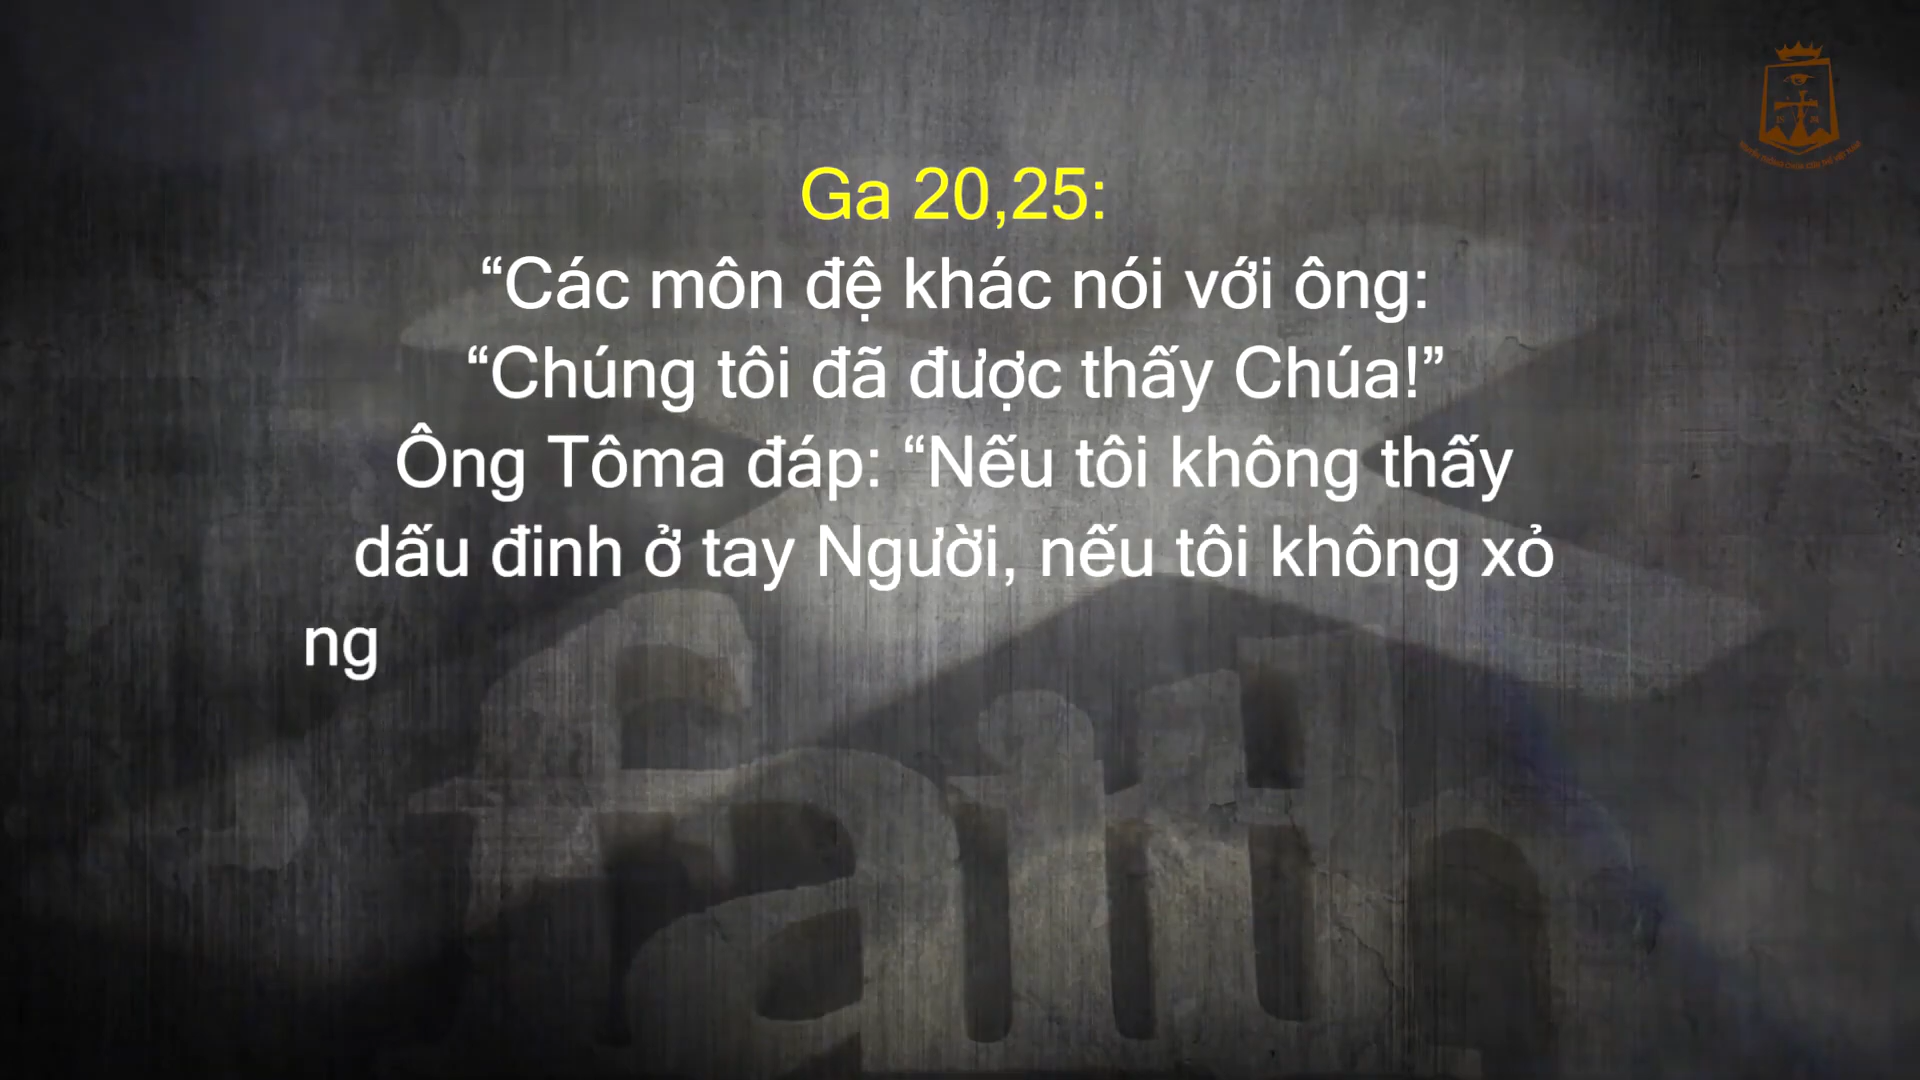 Ga 20,25:
“Các môn đệ khác nói với ông:
“Chúng tôi đã được thấy Chúa!”
Ông Tôma đáp: “Nếu tôi không thấy
dấu đinh ở tay Người, nếu tôi không xỏ
ng
faith